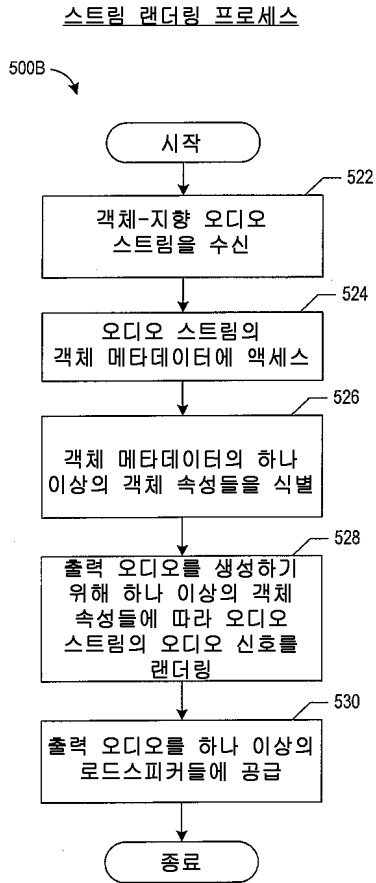 스트림 랜더링 프로세스
500B
시작
522
객체-지향 오디오
스트림을 수신
524
오디오 스트림의
객체 메타데이터에 액세스
526
객체 메타데이터의 하나
이상의 객체 속성들을 식별
528
출력 오디오를 생성하기
위해 하나 이상의 객체
속성들에 따라 오디오
스트림의 오디오 신호를
랜더링
530
출력 오디오를 하나 이상의
로드스피커들에 공급
종료